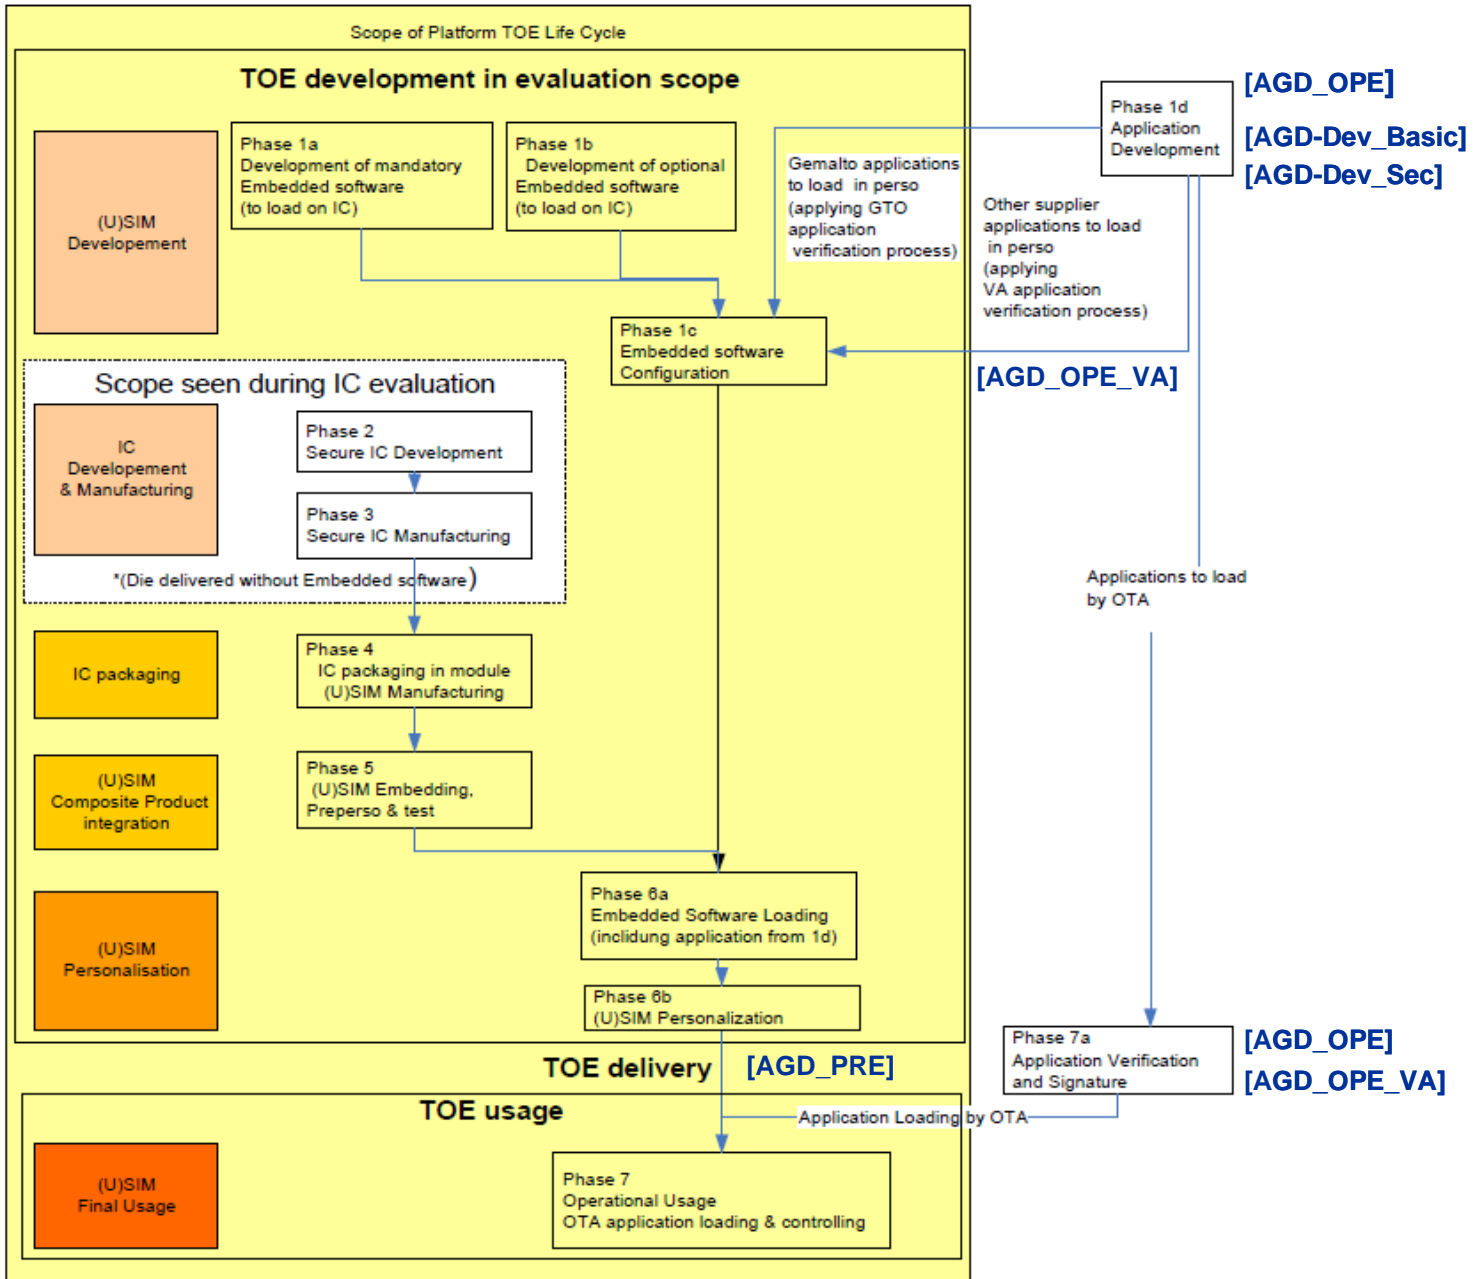 Scope of Platform TOE Life Cycle
TOE development in evaluation scope
(U)SIM
Developement
Phase 1a
Development of mandatory
Embedded software
(to load on IC)
Phase 1b
Development of optional
Embedded software
(to load on IC)
Gemalto applications
to load in perso
(applying GTO
application
verification process)
Phase 1d
Application
Development
[AGD_OPE]
[AGD-Dev_Basic]
[AGD-Dev_Sec]
Other supplier
applications to load
in perso
(applying
VA application
verification process)
Phase 1c
Embedded software
Configuration
[AGD_OPE_VA]
Scope seen during IC evaluation
IC
Developement
& Manufacturing
Phase 2
Secure IC Development
Phase 3
Secure IC Manufacturing
*(Die delivered without Embedded software)
Applications to load
by OTA
IC packaging
Phase 4
IC packaging in module
(U)SIM Manufacturing
(U)SIM
Composite Product
integration
Phase 5
(U)SIM Embedding,
Preperso & test
(U)SIM
Personalisation
Phase 6a
Embedded Software Loading
(inclidung application from 1d)
Phase 6b
(U)SIM Personalization
Phase 7a
Application Verification
and Signature
[AGD_OPE]
[AGD_OPE_VA]
TOE delivery
[AGD_PRE]
TOE usage
Application Loading by OTA
(U)SIM
Final Usage
Phase 7
Operational Usage
OTA application loading & controlling